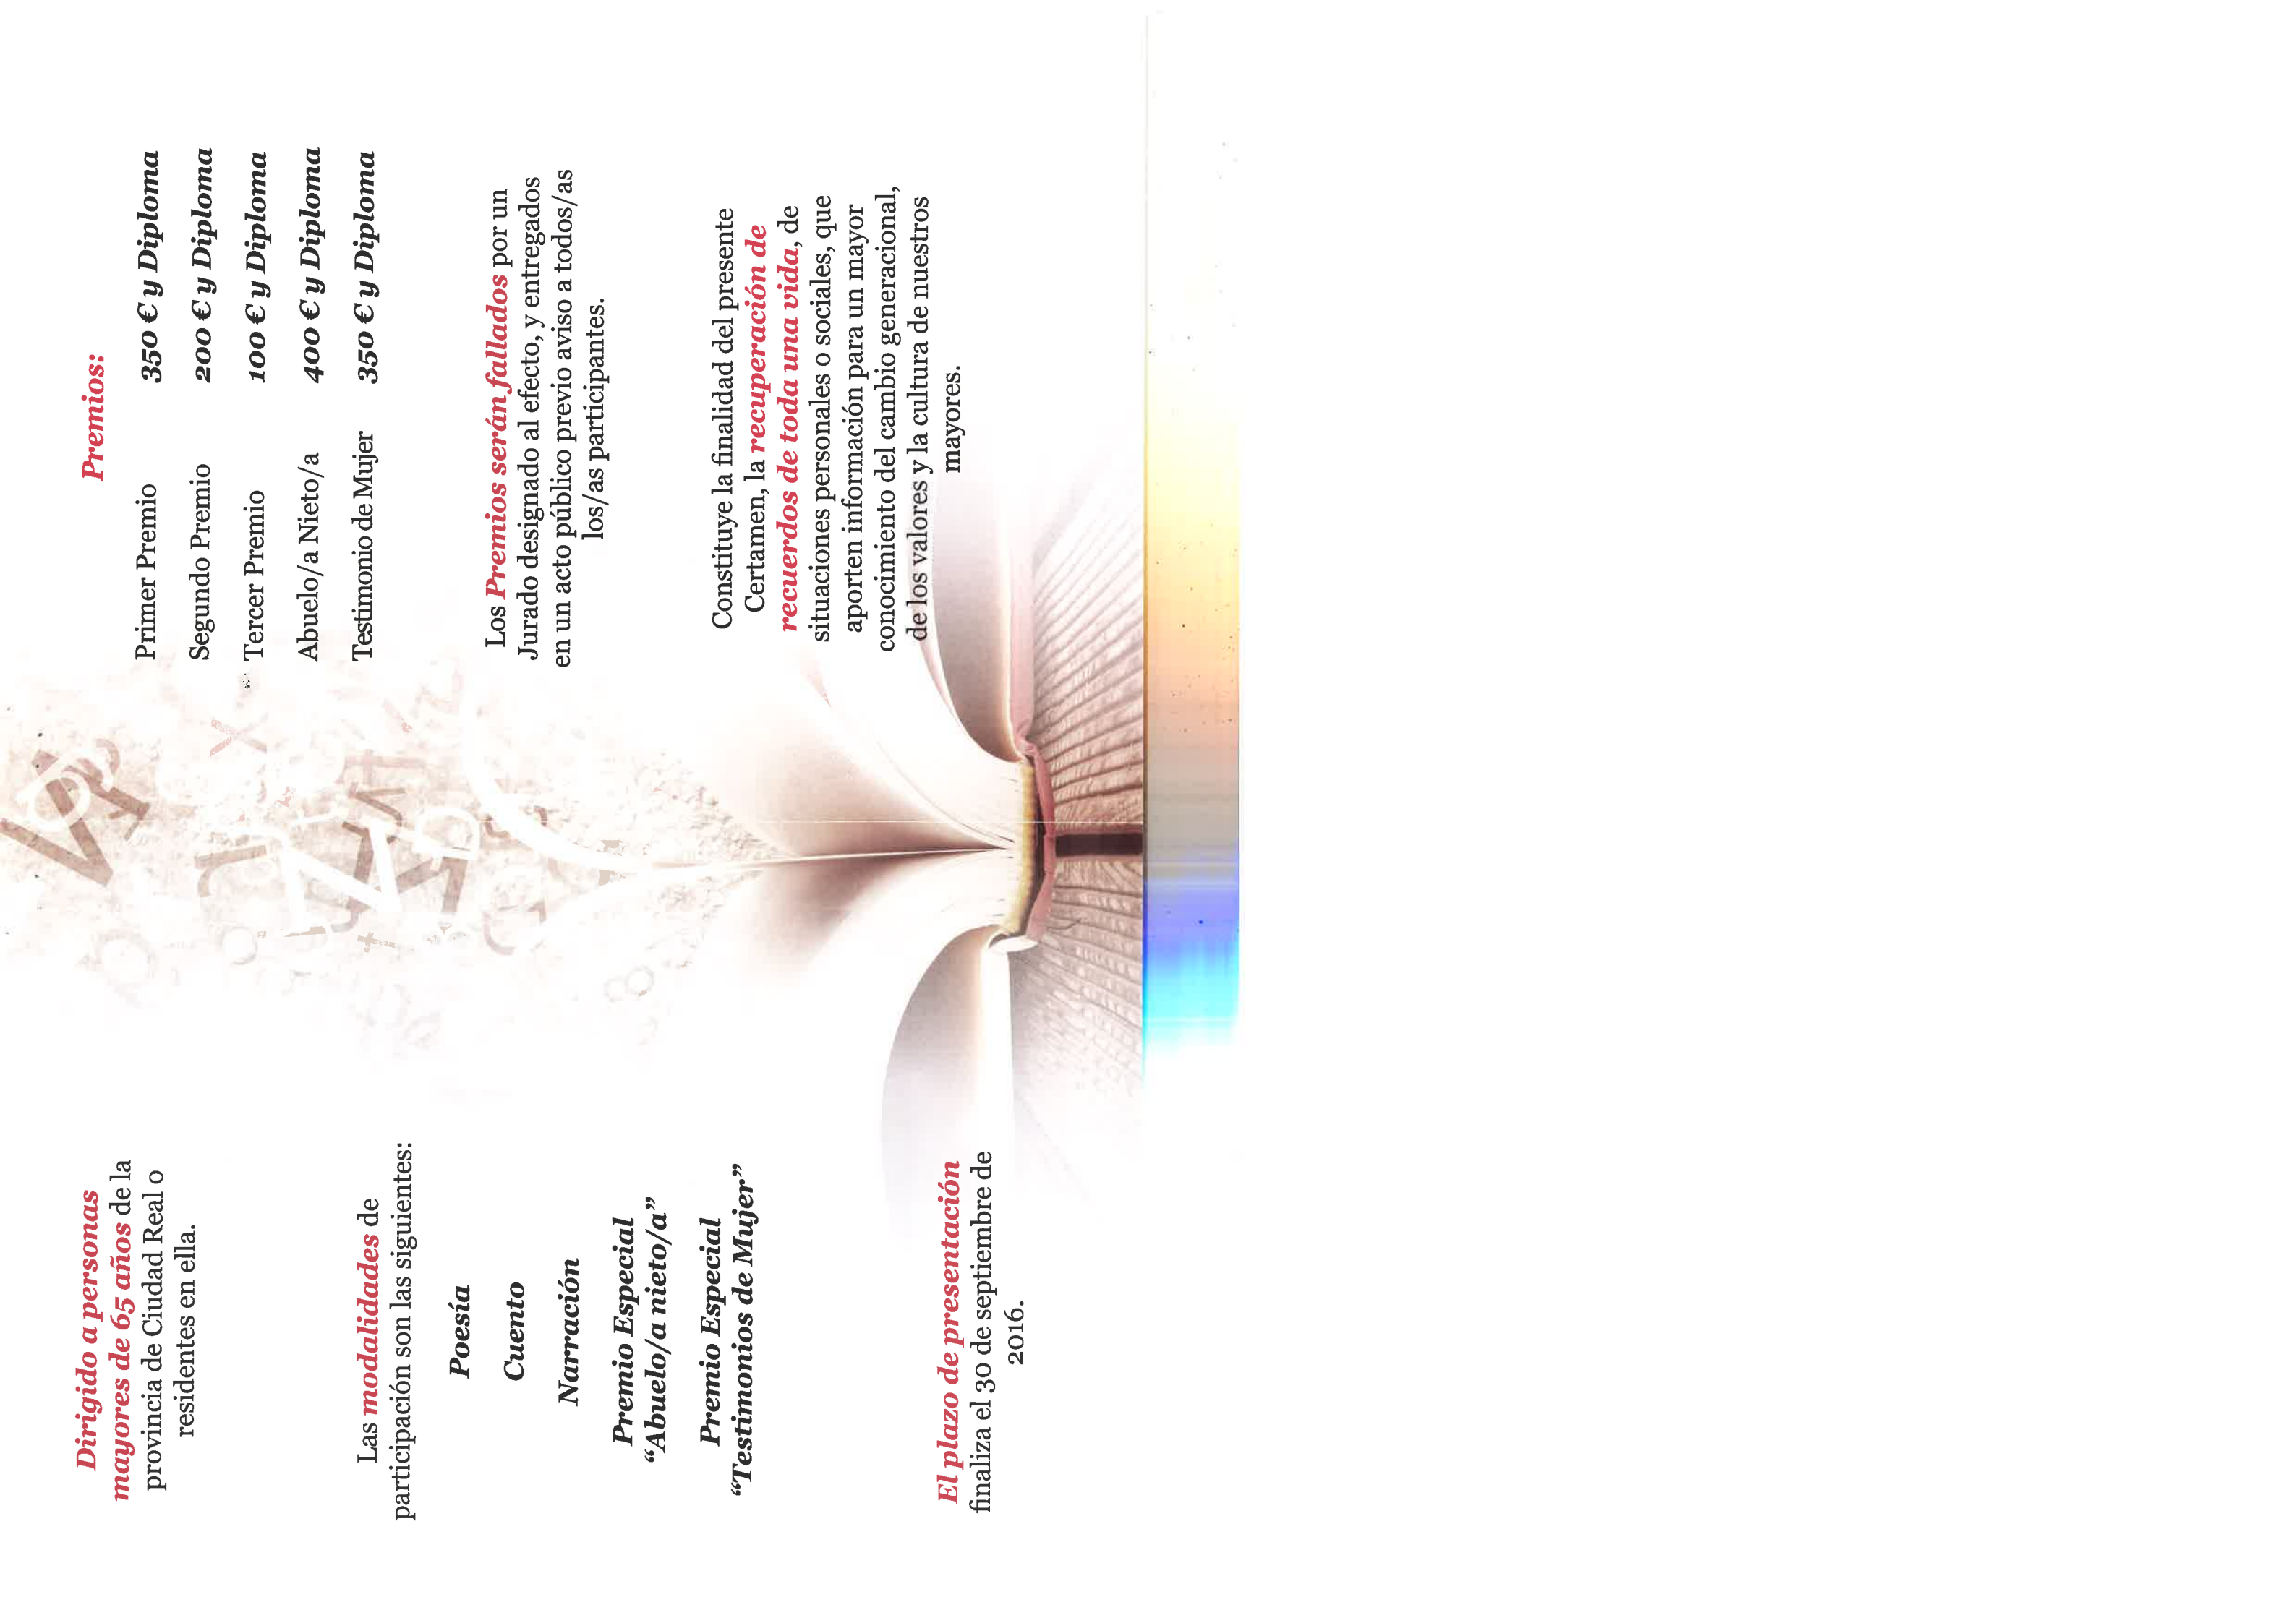 Dirigido a personas
mayores de 65 años de la
provincia de Ciudad Real o
residentes en ella.
Las modalidades de
participación son las siguientes:
Poesía
Cuento
Narración
Premio Especial
“Abuelo/a nieto/a”
Premio Especial
“Testimonios de Mujer”
El plazo de presentación
finaliza el 30 de septiembre de
2016.
Premios:
Primer Premio 350 € y Diploma
Segundo Premio 200 € y Diploma
Tercer Premio 100 € y Diploma
Abuelo/a Nieto/a 400 € y Diploma
Testimonio de Mujer 350 € y Diploma
Los Premios serán fallados por un
Jurado designado al efecto, y entregados
en un acto público previo aviso a todos/as
los/as participantes.
Constituye la finalidad del presente
Certamen, la recuperación de
recuerdos de toda una vida, de
situaciones personales o sociales, que
aporten información para un mayor
conocimiento del cambio generacional,
de los valores y la cultura de nuestros
mayores.